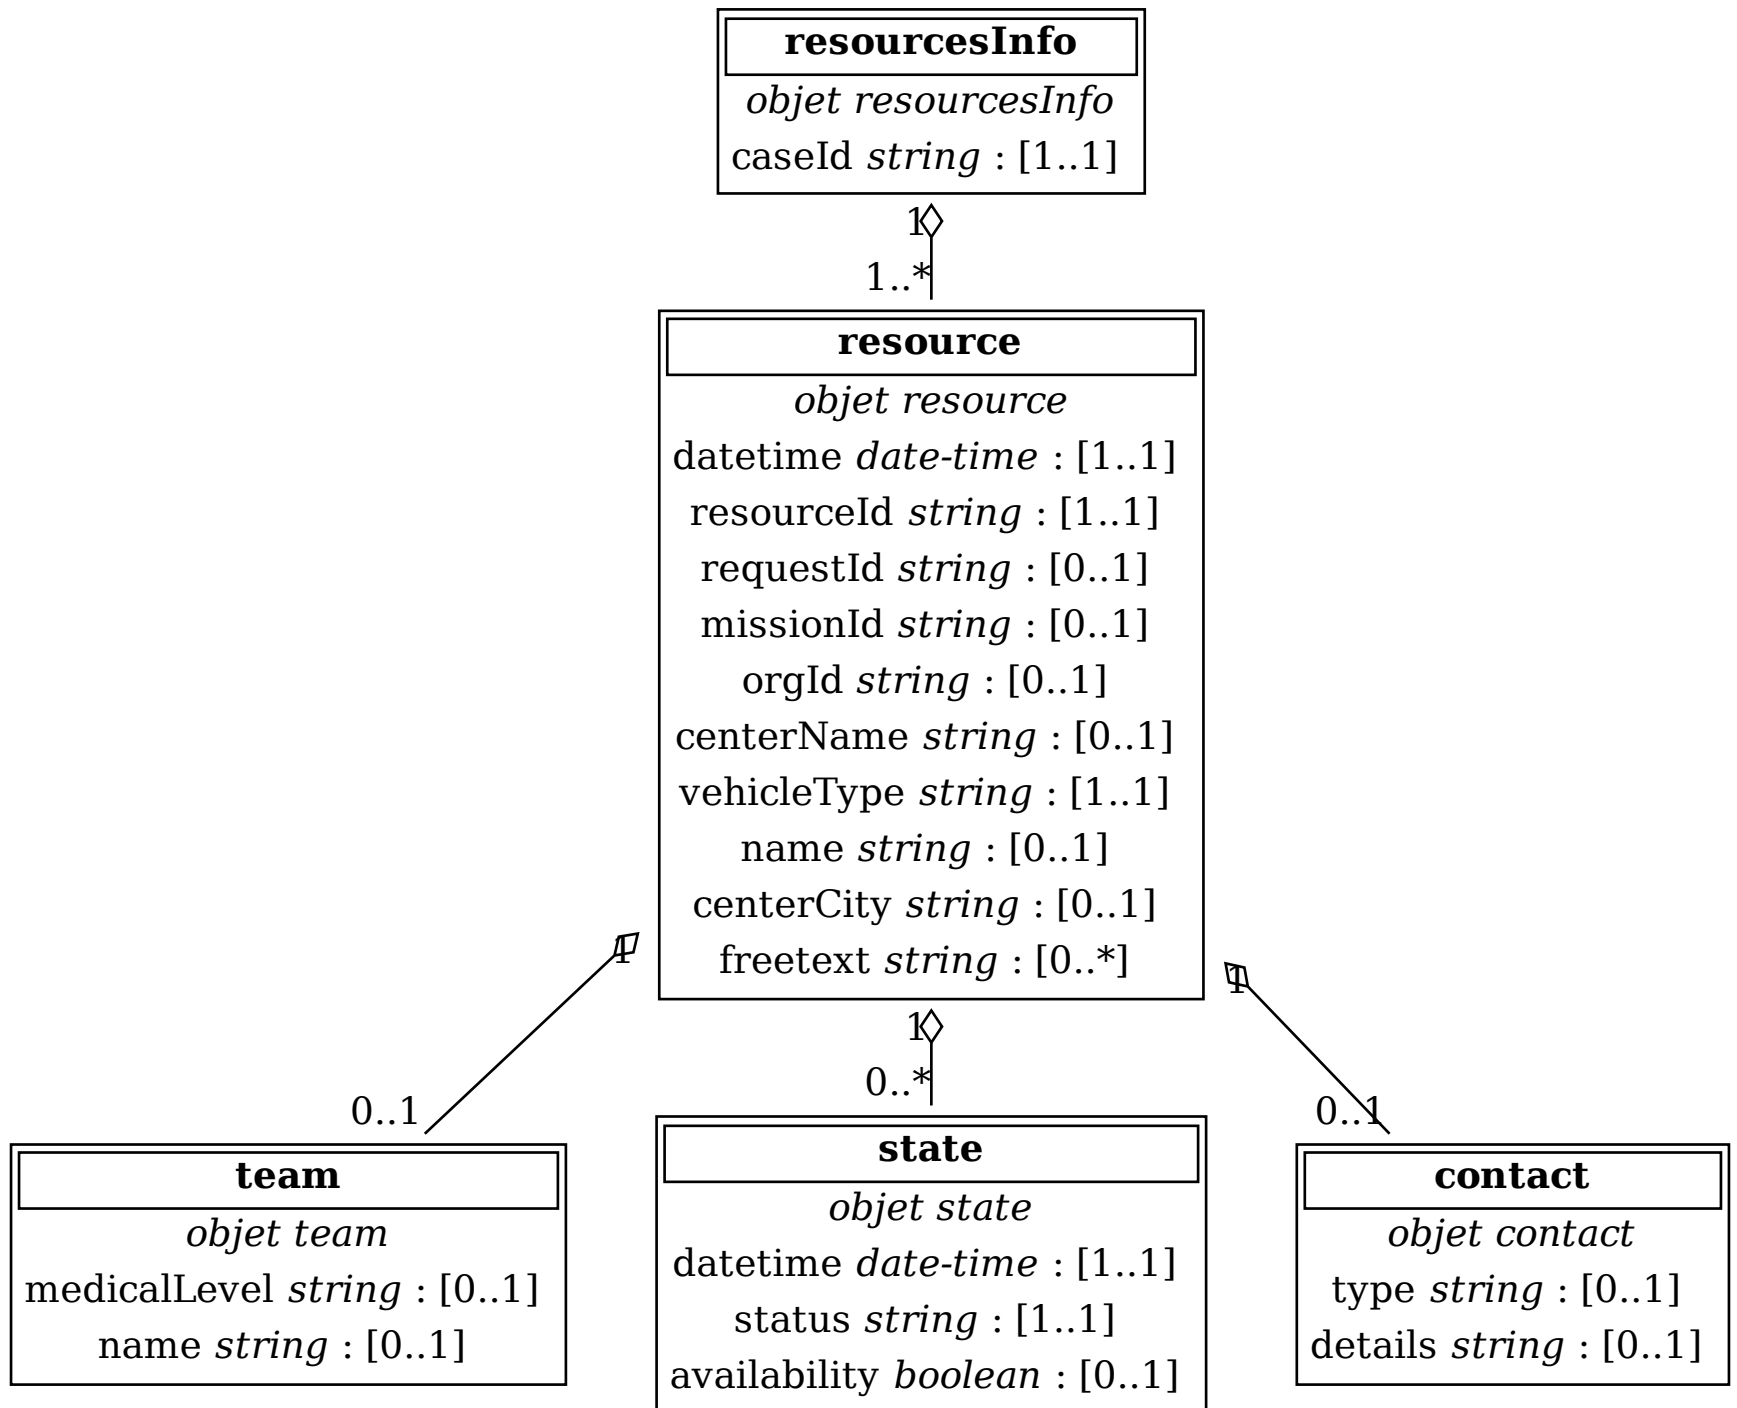 resourcesInfo
objet resourcesInfo
caseId string : [1..1]
1
1..*
resource
objet resource
datetime date-time : [1..1]
resourceId string : [1..1]
requestId string : [0..1]
missionId string : [0..1]
orgId string : [0..1]
centerName string : [0..1]
vehicleType string : [1..1]
name string : [0..1]
centerCity string : [0..1]
freetext string : [0..*]
1
0..1
1
0..*
1
0..1
team
objet team
medicalLevel string : [0..1]
name string : [0..1]
state
objet state
datetime date-time : [1..1]
status string : [1..1]
availability boolean : [0..1]
contact
objet contact
type string : [0..1]
details string : [0..1]